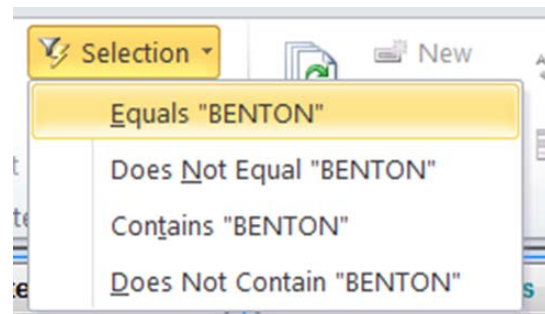 Selection New
Equals "BENTON"
Does Not Equal "BENTON"
Contains "BENTON"
Does Not Contain "BENTON"